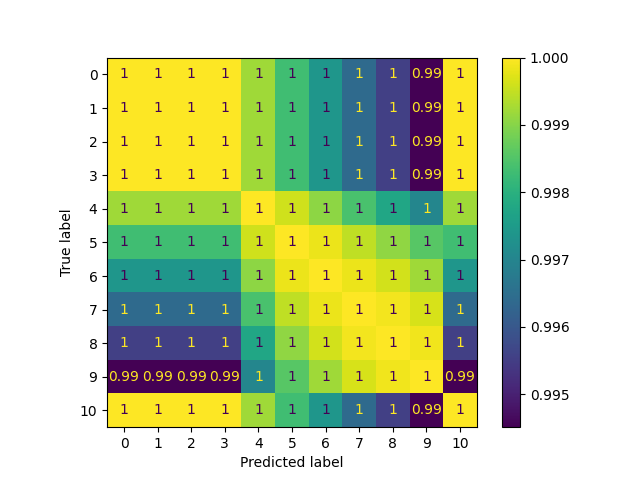 0 1 1 1 1 1 1 1 1 1 0.99 1
1 1 1 1 1 1 1 1 1 1 0.99 1
2 1 1 1 1 1 1 1 1 1 0.99 1
3 1 1 1 1 1 1 1 1 1 0.99 1
4 1 1 1 1 1 1 1 1 1 1 1
5 1 1 1 1 1 1 1 1 1 1 1
6 1 1 1 1 1 1 1 1 1 1 1
7 1 1 1 1 1 1 1 1 1 1 1
8 1 1 1 1 1 1 1 1 1 1 1
9 0.99 0.99 0.99 0.99 1 1 1 1 1 1 0.99
10 1 1 1 1 1 1 1 1 1 0.99 1
0 1 2 3 4 5 6 7 8 9 10
Predicted label
True label
1.000
0.999
0.998
0.997
0.996
0.995